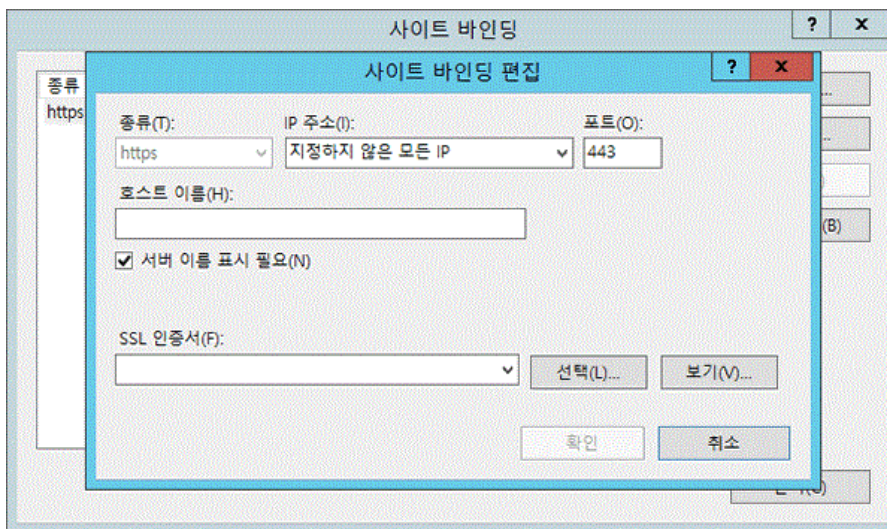 사이트 바인딩
?
x
사이트 바인딩 편집
?
x
종류
https
종류(T):
IP 주소(I):
포트(O):
https
지정하지 않은 모든 IP
443
호스트 이름(H):
서버 이름 표시 필요(N)
(B)
SSL 인증서(F):
선택(L)...
보기(V)...
확인
취소